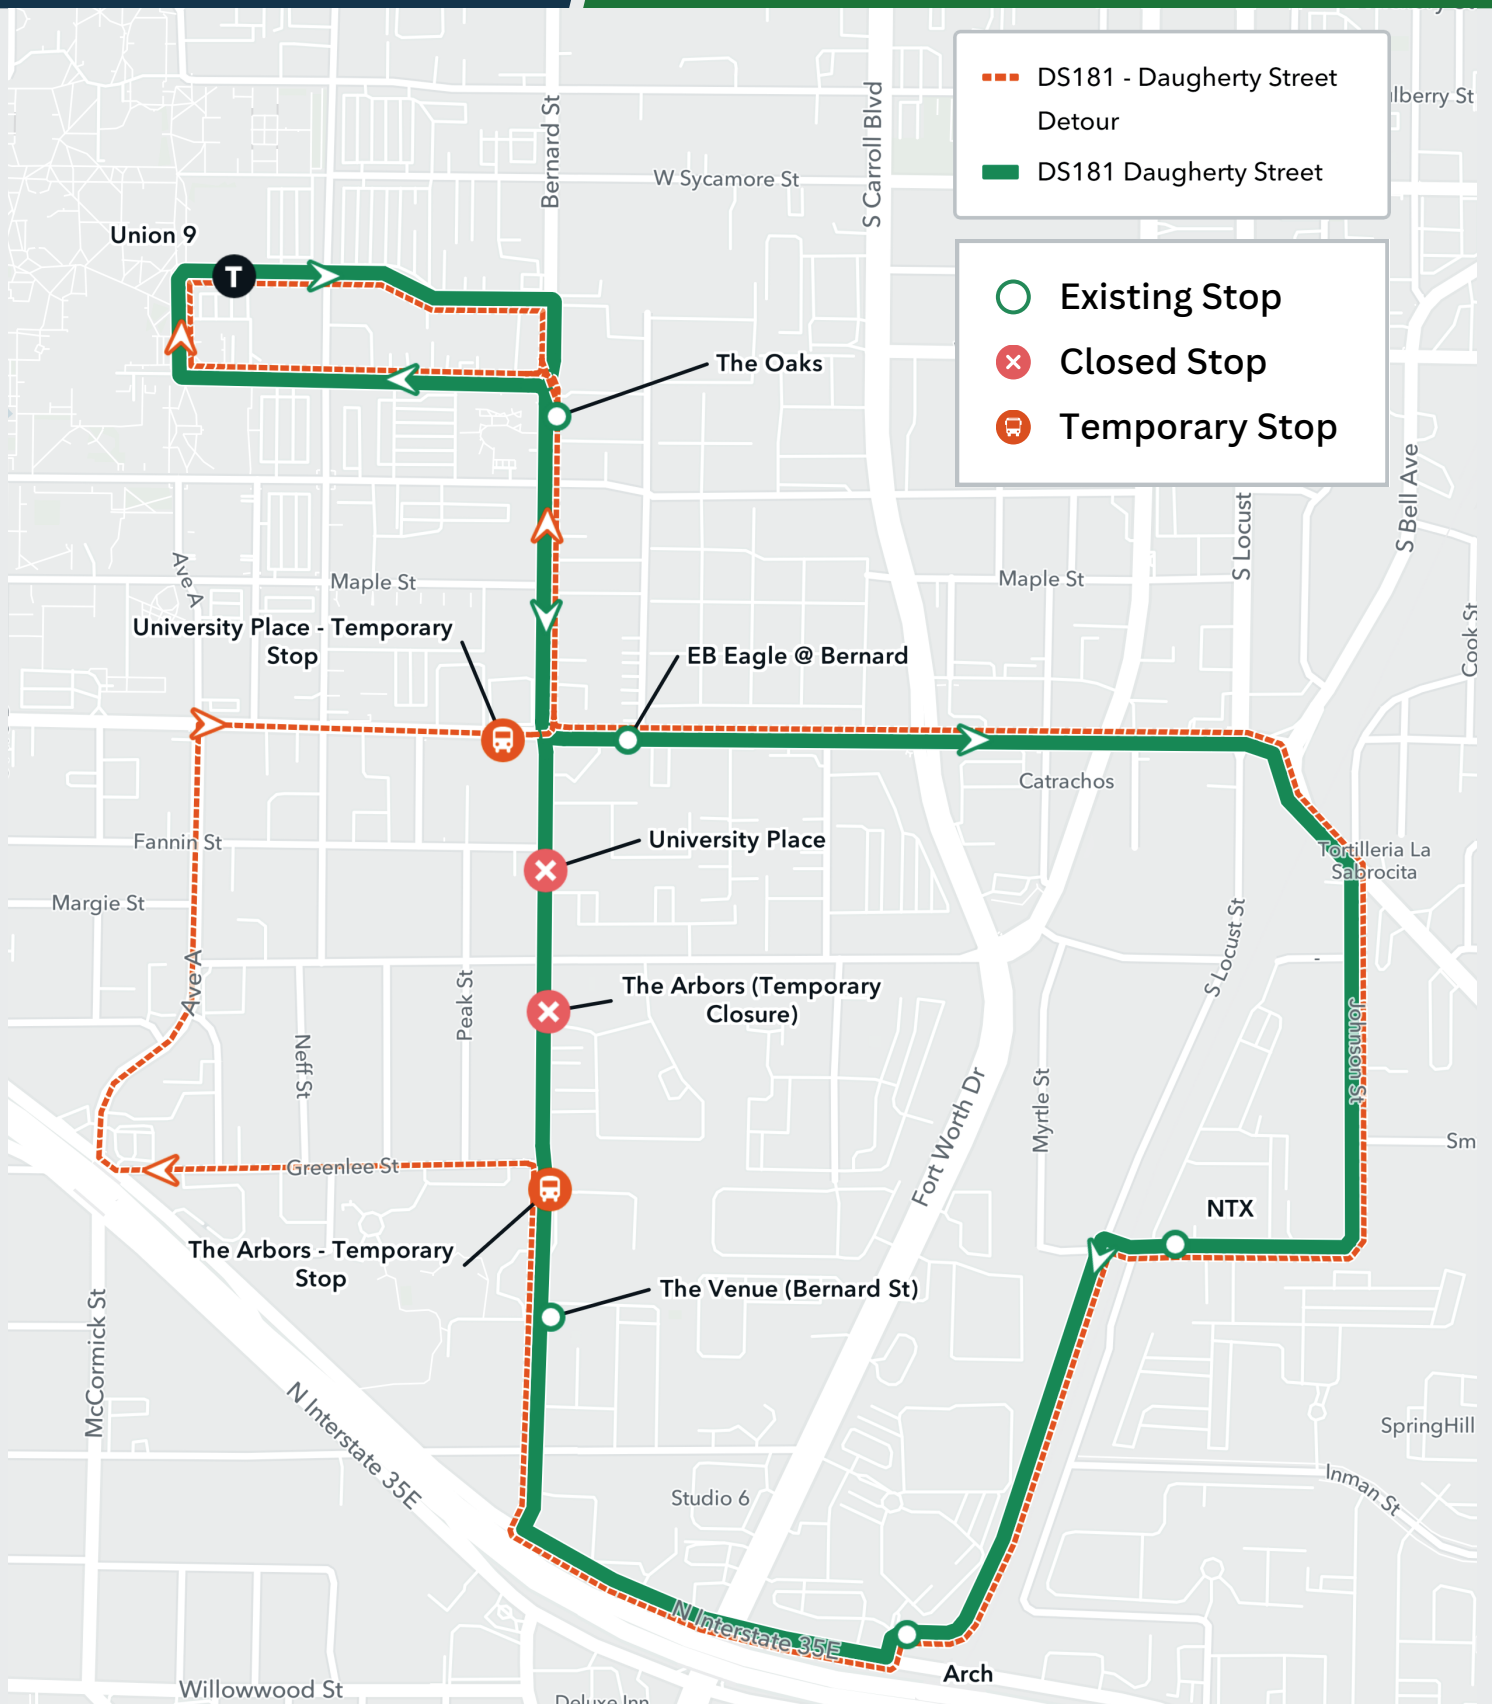 DS181 - Daugherty Street
Detour
DS181 Daugherty Street
Existing Stop
Closed Stop
Temporary Stop
Bernard St
S Carroll Blvd
W Sycamore St
Union 9
T
The Oaks
S Locust
S Bell Ave
Ave A
Maple St
Maple St
Cook St
University Place - Temporary
Stop
EB Eagle @ Bernard
Catrachos
Fannin St
University Place
Tortilleria La
Sabrocita
Margie St
Ave A
Peak St
The Arbors (Temporary
Closure)
S Locust St
Johnson St
Neff St
Fort Worth Dr
Myrtle St
Sm
Greenlee St
NTX
The Arbors - Temporary
Stop
The Venue (Bernard St)
McCormick St
N Interstate 35E
SpringHill
Inman St
Studio 6
N Interstate 35E
Arch
Willowwood St
Deluxe Inn